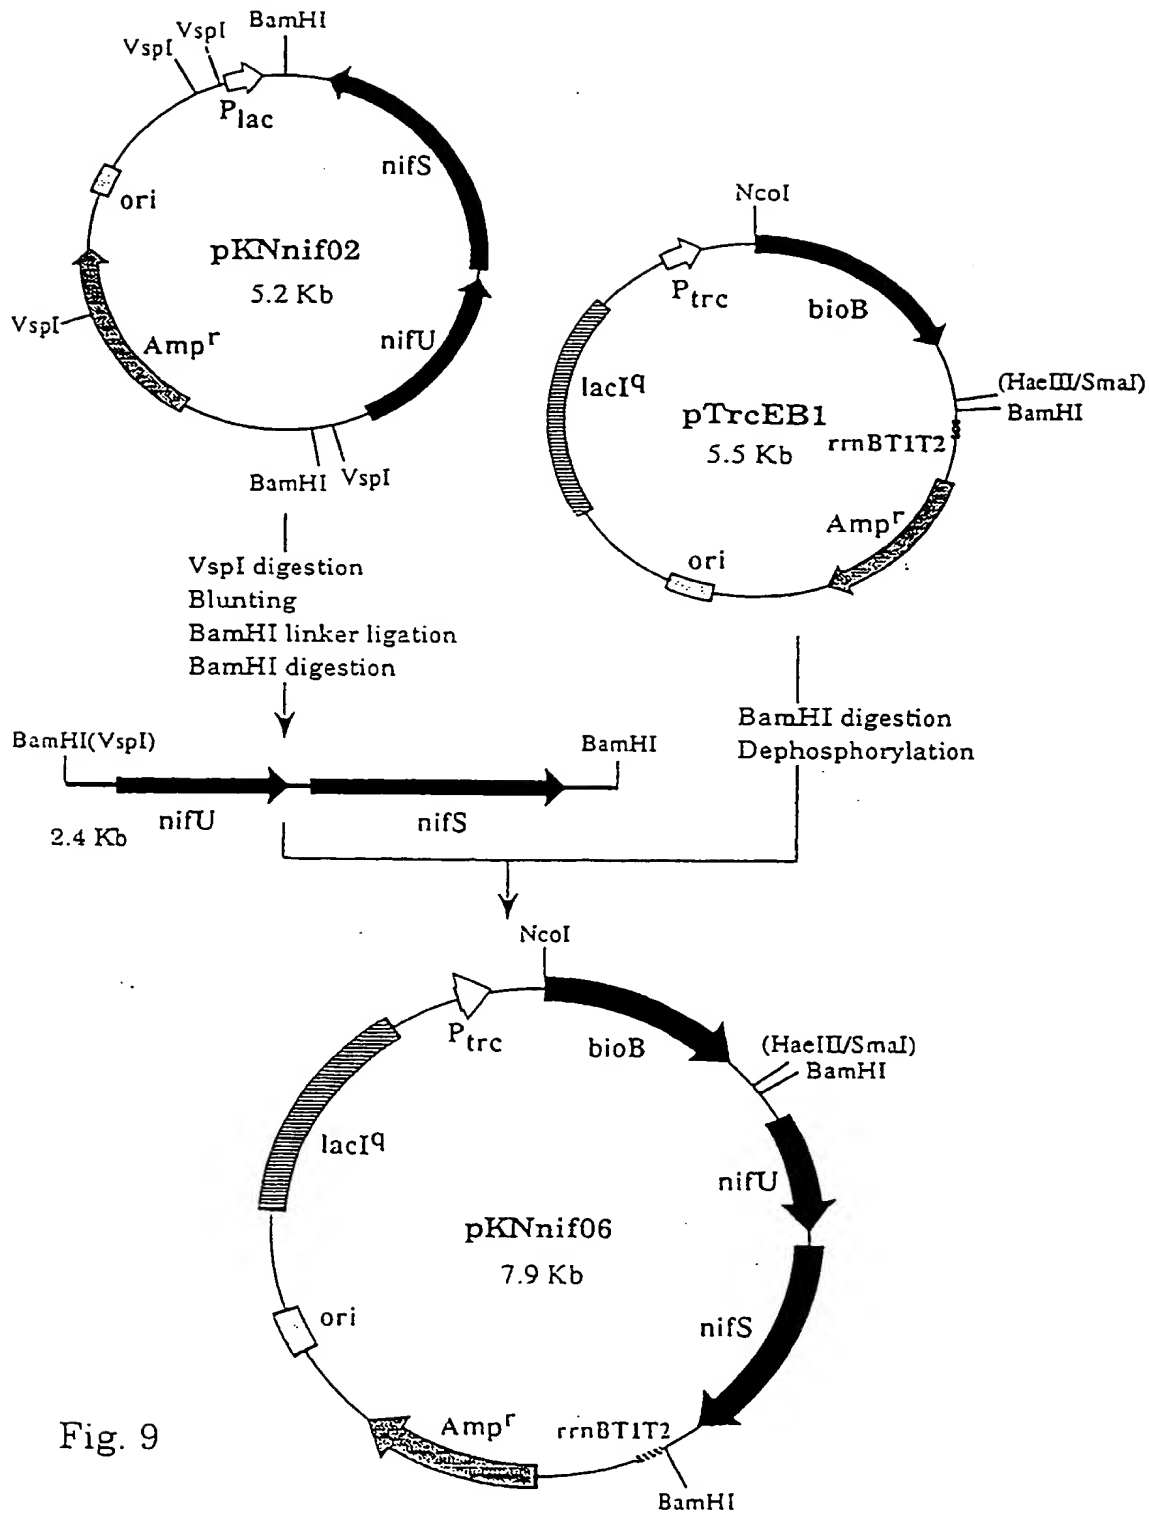 VspI
VspI
BamHI
Plac
nifS
ori
pKNnif02
5.2 Kb
VspI
Ampr
nifU
BamHI
VspI
NcoI
Ptrc
bioB
lacIq
(HaeIII/SmaI)
BamHI
pTrcEB1
rrnBT1T2
5.5 Kb
Ampr
ori
VspI digestion
Blunting
BamHI linker ligation
BamHI digestion
BamHI digestion
Dephosphorylation
BamHI(VspI)
BamHI
nifU
nifS
2.4 Kb
NcoI
Ptrc
bioB
(HaeIII/SmaI)
BamHI
lacIq
nifU
pKNnif06
7.9 Kb
ori
nifS
Ampr
rrnBT1T2
BamHI
Fig. 9